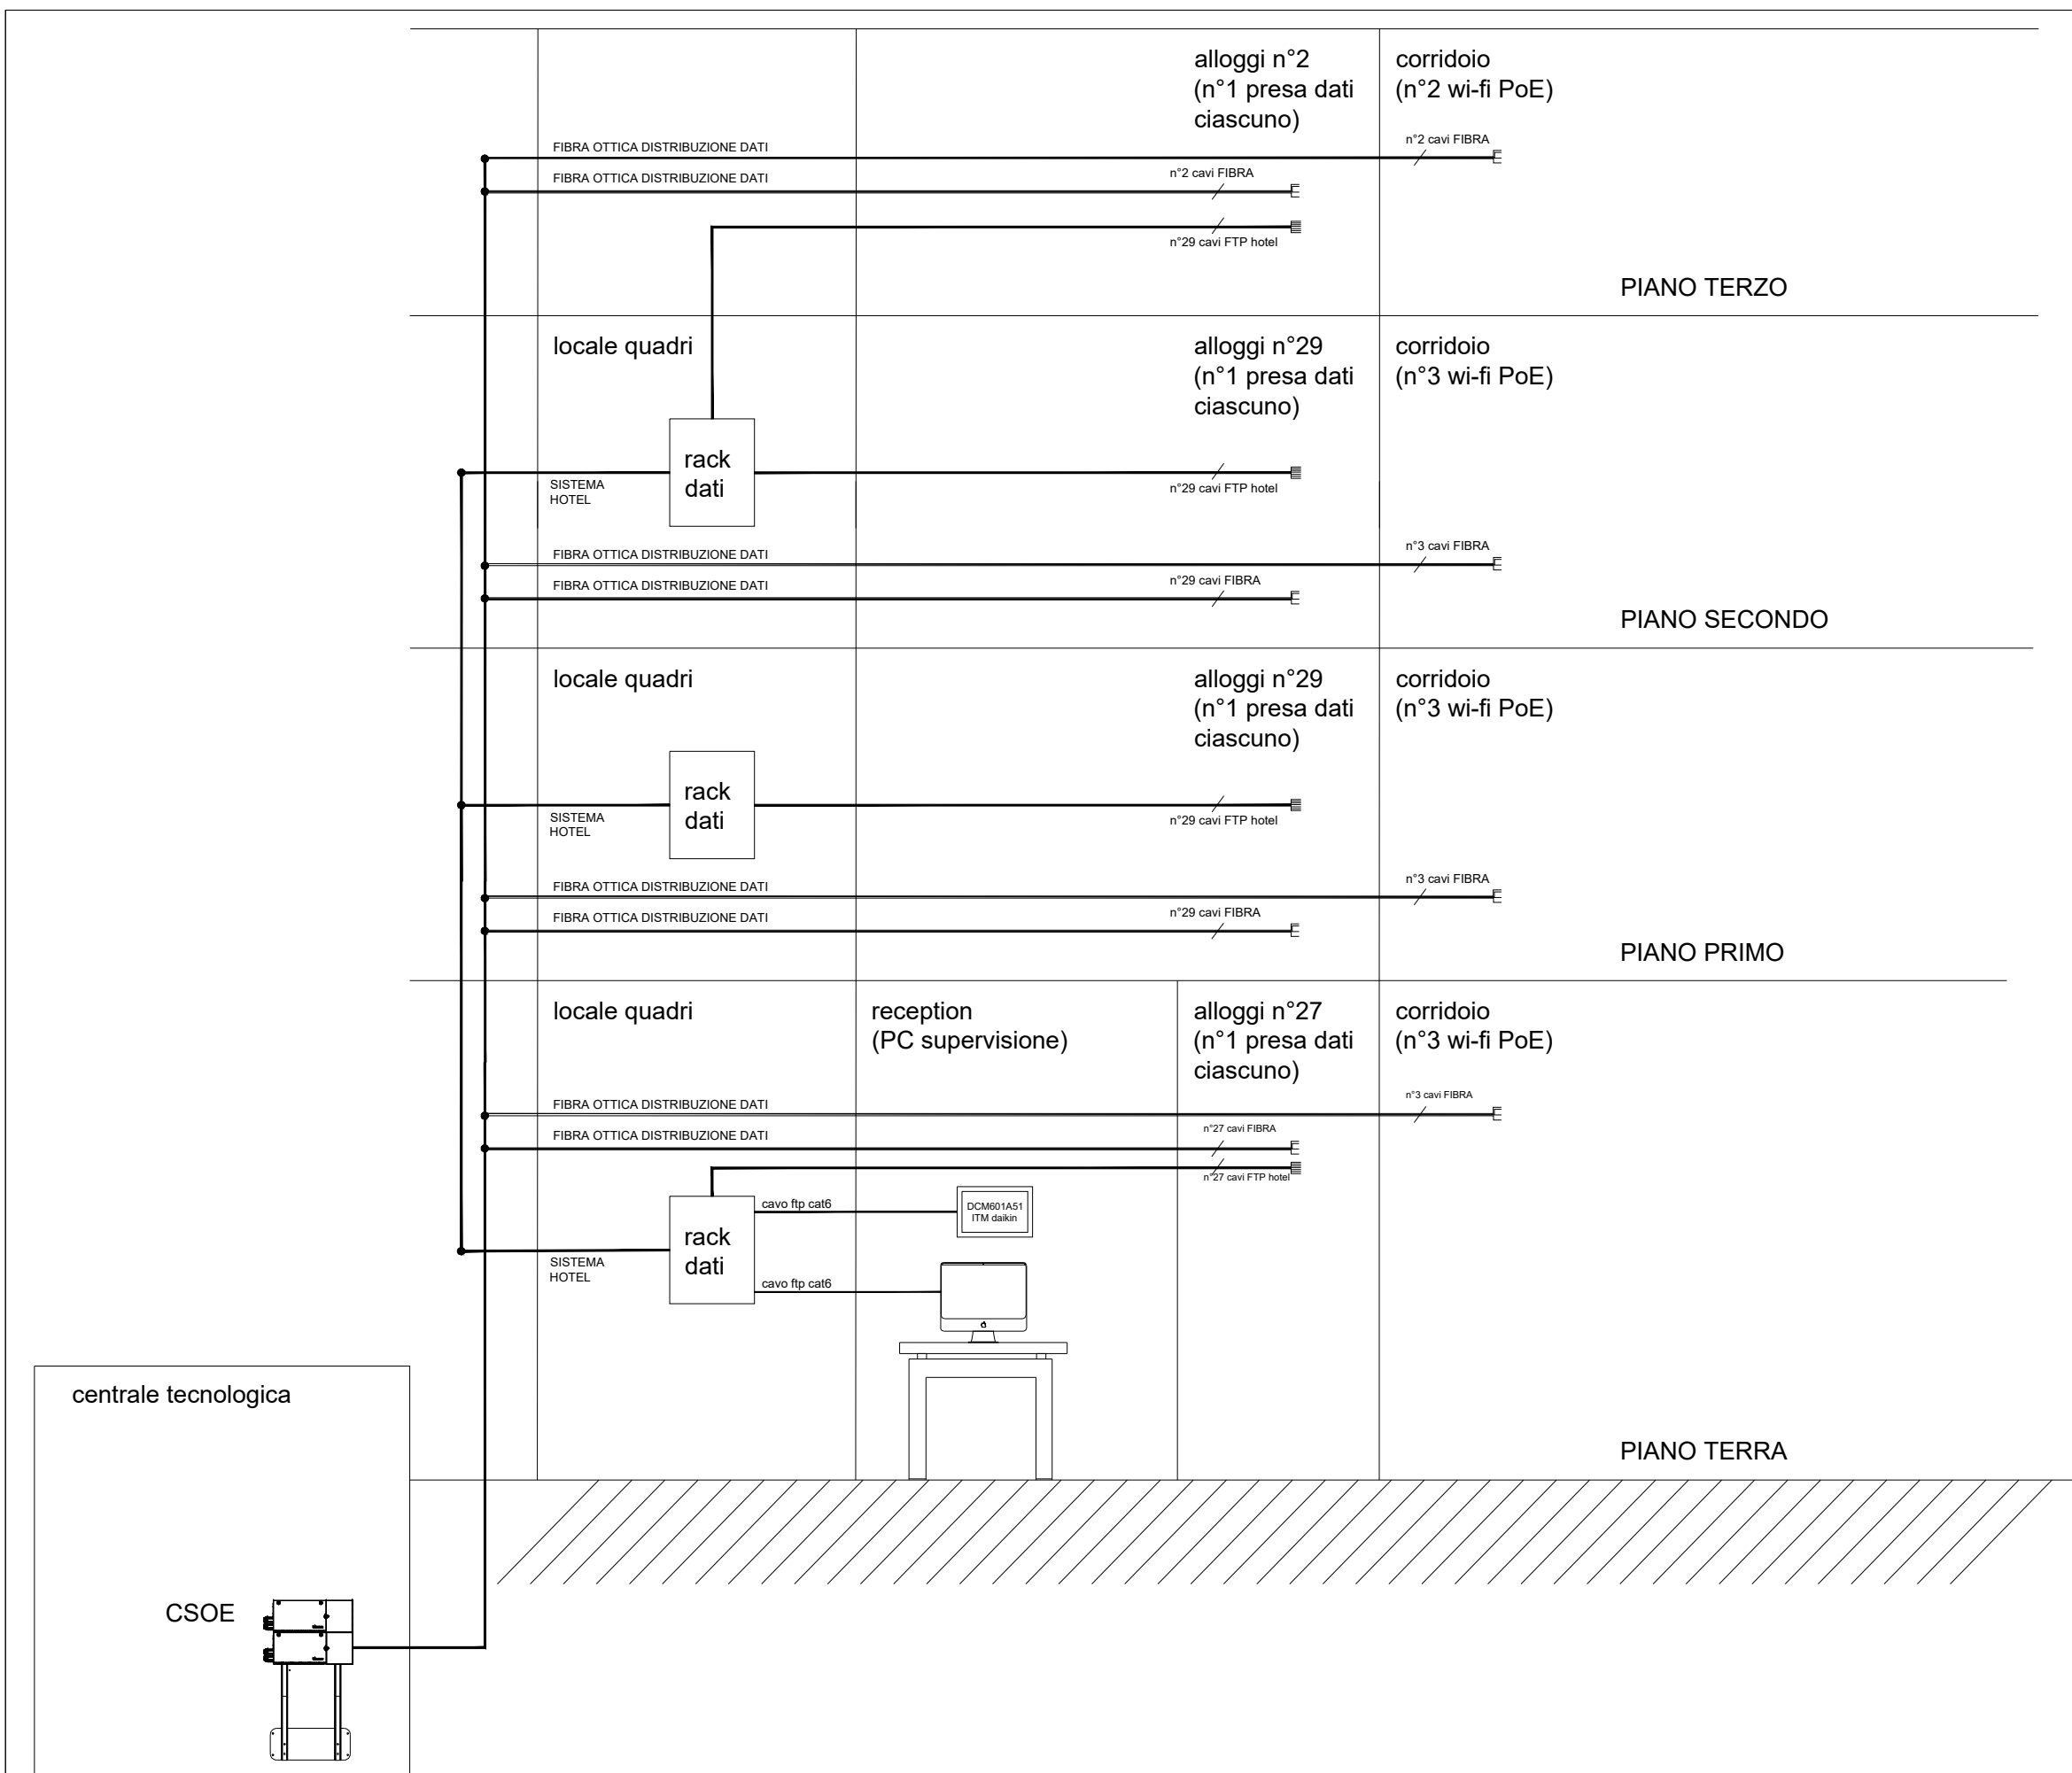 alloggi n°2
(n°1 presa dati
ciascuno)
corridoio
(n°2 wi-fi PoE)
FIBRA OTTICA DISTRIBUZIONE DATI
n°2 cavi FIBRA
FIBRA OTTICA DISTRIBUZIONE DATI
n°2 cavi FIBRA
n°29 cavi FTP hotel
PIANO TERZO
locale quadri
alloggi n°29
(n°1 presa dati
ciascuno)
corridoio
(n°3 wi-fi PoE)
rack
dati
SISTEMA
HOTEL
n°29 cavi FTP hotel
FIBRA OTTICA DISTRIBUZIONE DATI
n°3 cavi FIBRA
FIBRA OTTICA DISTRIBUZIONE DATI
n°29 cavi FIBRA
PIANO SECONDO
locale quadri
alloggi n°29
(n°1 presa dati
ciascuno)
corridoio
(n°3 wi-fi PoE)
rack
dati
SISTEMA
HOTEL
n°29 cavi FTP hotel
FIBRA OTTICA DISTRIBUZIONE DATI
n°3 cavi FIBRA
FIBRA OTTICA DISTRIBUZIONE DATI
n°29 cavi FIBRA
PIANO PRIMO
locale quadri
reception
(PC supervisione)
alloggi n°27
(n°1 presa dati
ciascuno)
corridoio
(n°3 wi-fi PoE)
FIBRA OTTICA DISTRIBUZIONE DATI
n°3 cavi FIBRA
FIBRA OTTICA DISTRIBUZIONE DATI
n°27 cavi FIBRA
n°27 cavi FTP hotel
cavo ftp cat6
DCM601A51
ITM daikin
rack
dati
SISTEMA
HOTEL
cavo ftp cat6
PIANO TERRA
centrale tecnologica
CSOE